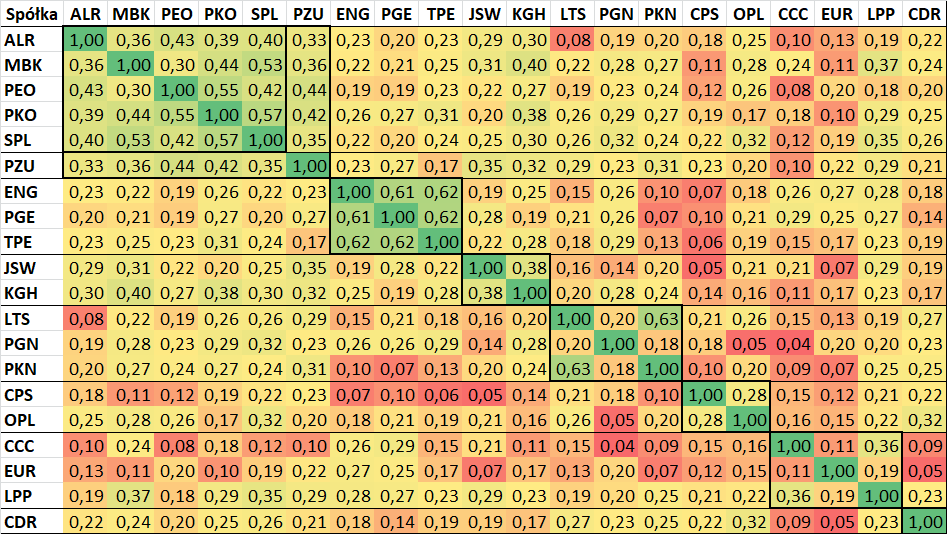 Spółka ALR MBK PEO PKO SPL PZU ENG PGE TPE JSW KGH LTS PGN PKN CPS OPL CCC EUR LPP CDR
ALR 1,00 0,36 0,43 0,39 0,40 0,33 0,23 0,20 0,23 0,29 0,30 0,08 0,19 0,20 0,18 0,25 0,10 0,13 0,19 0,22
MBK 0,36 1,00 0,30 0,44 0,53 0,36 0,22 0,21 0,25 0,31 0,40 0,22 0,28 0,27 0,11 0,28 0,24 0,11 0,37 0,24
PEO 0,43 0,30 1,00 0,55 0,42 0,44 0,19 0,19 0,23 0,22 0,27 0,19 0,23 0,24 0,12 0,26 0,08 0,20 0,18 0,20
PKO 0,39 0,44 0,55 1,00 0,57 0,42 0,26 0,27 0,31 0,20 0,38 0,26 0,29 0,27 0,19 0,17 0,18 0,10 0,29 0,25
SPL 0,40 0,53 0,42 0,57 1,00 0,35 0,22 0,20 0,24 0,25 0,30 0,26 0,32 0,24 0,22 0,32 0,12 0,19 0,35 0,26
PZU 0,33 0,36 0,44 0,42 0,35 1,00 0,23 0,27 0,17 0,35 0,32 0,29 0,23 0,31 0,23 0,20 0,10 0,22 0,29 0,21
ENG 0,23 0,22 0,19 0,26 0,22 0,23 1,00 0,61 0,62 0,19 0,25 0,15 0,26 0,10 0,07 0,18 0,26 0,27 0,28 0,18
PGE 0,20 0,21 0,19 0,27 0,20 0,27 0,61 1,00 0,62 0,28 0,19 0,21 0,26 0,07 0,10 0,21 0,29 0,25 0,27 0,14
TPE 0,23 0,25 0,23 0,31 0,24 0,17 0,62 0,62 1,00 0,22 0,28 0,18 0,29 0,13 0,06 0,19 0,15 0,17 0,23 0,19
JSW 0,29 0,31 0,22 0,20 0,25 0,35 0,19 0,28 0,22 1,00 0,38 0,16 0,14 0,20 0,05 0,21 0,21 0,07 0,29 0,19
KGH 0,30 0,40 0,27 0,38 0,30 0,32 0,25 0,19 0,28 0,38 1,00 0,20 0,28 0,24 0,14 0,16 0,11 0,17 0,23 0,17
LTS 0,08 0,22 0,19 0,26 0,26 0,29 0,15 0,21 0,18 0,16 0,20 1,00 0,20 0,63 0,21 0,26 0,15 0,13 0,19 0,27
PGN 0,19 0,28 0,23 0,29 0,32 0,23 0,26 0,26 0,29 0,14 0,28 0,20 1,00 0,18 0,18 0,05 0,04 0,20 0,20 0,23
PKN 0,20 0,27 0,24 0,27 0,24 0,31 0,10 0,07 0,13 0,20 0,24 0,63 0,18 1,00 0,10 0,20 0,09 0,07 0,25 0,25
CPS 0,18 0,11 0,12 0,19 0,22 0,23 0,07 0,10 0,06 0,05 0,14 0,21 0,18 0,10 1,00 0,28 0,15 0,12 0,21 0,22
OPL 0,25 0,28 0,26 0,17 0,32 0,20 0,18 0,21 0,19 0,21 0,16 0,26 0,05 0,20 0,28 1,00 0,16 0,15 0,22 0,32
CCC 0,10 0,24 0,08 0,18 0,12 0,10 0,26 0,29 0,15 0,21 0,11 0,15 0,04 0,09 0,15 0,16 1,00 0,11 0,36 0,09
EUR 0,13 0,11 0,20 0,10 0,19 0,22 0,27 0,25 0,17 0,07 0,17 0,13 0,20 0,07 0,12 0,15 0,11 1,00 0,19 0,05
LPP 0,19 0,37 0,18 0,29 0,35 0,29 0,28 0,27 0,23 0,29 0,23 0,19 0,20 0,25 0,21 0,22 0,36 0,19 1,00 0,23
CDR 0,22 0,24 0,20 0,25 0,26 0,21 0,18 0,14 0,19 0,19 0,17 0,27 0,23 0,25 0,22 0,32 0,09 0,05 0,23 1,00